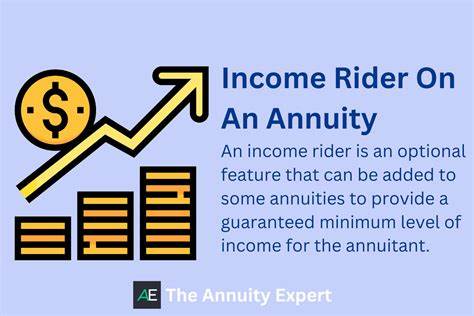 $
Income Rider On
An Annuity
An income rider is an optional
feature that can be added to
some annuities to provide a
guaranteed minimum level of
income for the annuitant.
AE The Annuity Expert